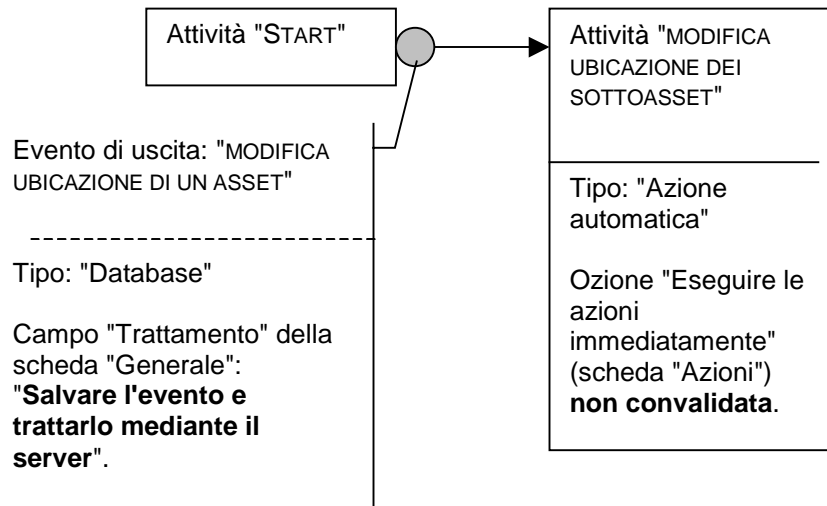 Attività "START"
Evento di uscita: "MODIFICA
UBICAZIONE DI UN ASSET"
Tipo: "Database"
Campo "Trattamento" della
scheda "Generale":
"Salvare l'evento e
trattarlo mediante il
server".
Attività "MODIFICA
UBICAZIONE DEI
SOTTOASSET"
Tipo: "Azione
automatica"
Ozione "Eseguire le
azioni
immediatamente"
(scheda "Azioni")
non convalidata.